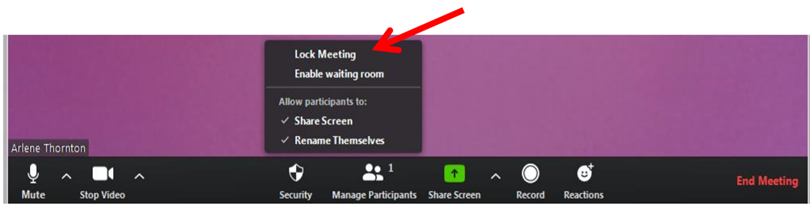 Lock Meeting
Enable waiting room
Allow participants to:
Share Screen
Rename Themselves
Arlene Thornton
1
Mute Stop Video Security Manage Participants Share Screen Record Reactions End Meeting